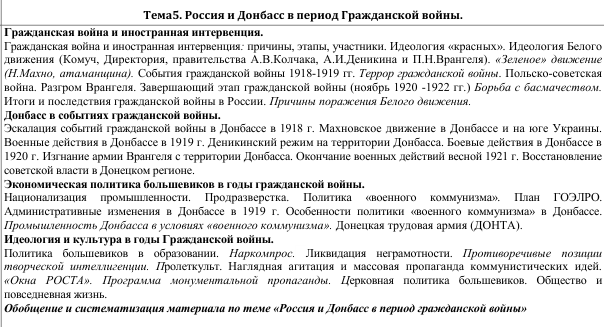 Тема5. Россия и Донбасс в период Гражданской войны.
Гражданская война и иностранная интервенция.
Гражданская война и иностранная интервенция: причины, этапы, участники. Идеология «красных». Идеология Белого
движения (Комуч, Директория, правительства А.В.Колчака, А.И.Деникина и П.Н.Врангеля). «Зеленое» движение
(Н.Махно, атаманщина). События гражданской войны 1918-1919 гг. Террор гражданской войны. Польско-советская
война. Разгром Врангеля. Завершающий этап гражданской войны (ноябрь 1920 -1922 гг.) Борьба с басмачеством.
Итоги и последствия гражданской войны в России. Причины поражения Белого движения.
Донбасс в событиях гражданской войны.
Эскалация событий гражданской войны в Донбассе в 1918 г. Махновское движение в Донбассе и на юге Украины.
Военные действия в Донбассе в 1919 г. Деникинский режим на территории Донбасса. Боевые действия в Донбассе в
1920 г. Изгнание армии Врангеля с территории Донбасса. Окончание военных действий весной 1921 г. Восстановление
советской власти в Донецком регионе.
Экономическая политика большевиков в годы гражданской войны.
Национализация промышленности. Продразверстка. Политика «военного коммунизма». План ГОЭЛРО.
Административные изменения в Донбассе в 1919 г. Особенности политики «военного коммунизма» в Донбассе.
Промышленность Донбасса в условиях «военного коммунизма». Донецкая трудовая армия (ДОНТА).
Идеология и культура в годы Гражданской войны.
Политика большевиков в образовании. Наркомпрос. Ликвидация неграмотности. Противоречивые позиции
творческой интеллигенции. Пролеткульт. Наглядная агитация и массовая пропаганда коммунистических идей.
«Окна РОСТА». Программа монументальной пропаганды. Церковная политика большевиков. Общество и
повседневная жизнь.
Обобщение и систематизация материала по теме «Россия и Донбасс в период гражданской войны»